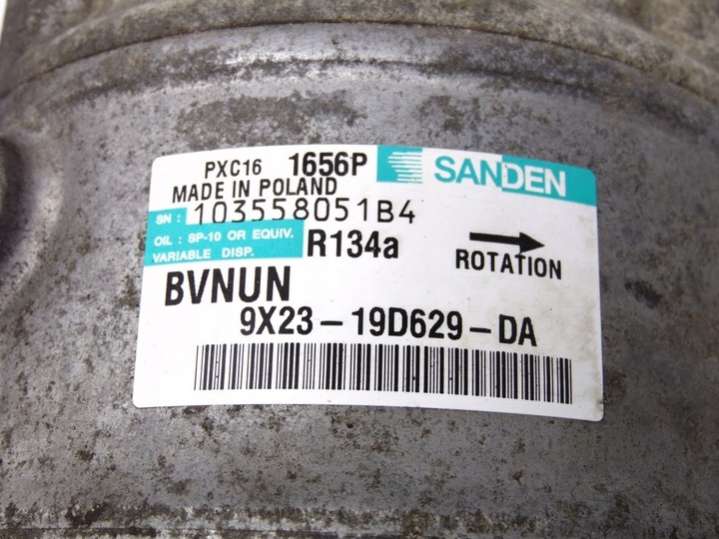 PXC16 1656P SANDEN
MADE IN POLAND
SN : 103558051B4
OIL : SP-10 OR EQUIV.
VARIABLE DISP.
R134a
ROTATION
BVNUN
9X23-19D629-DA